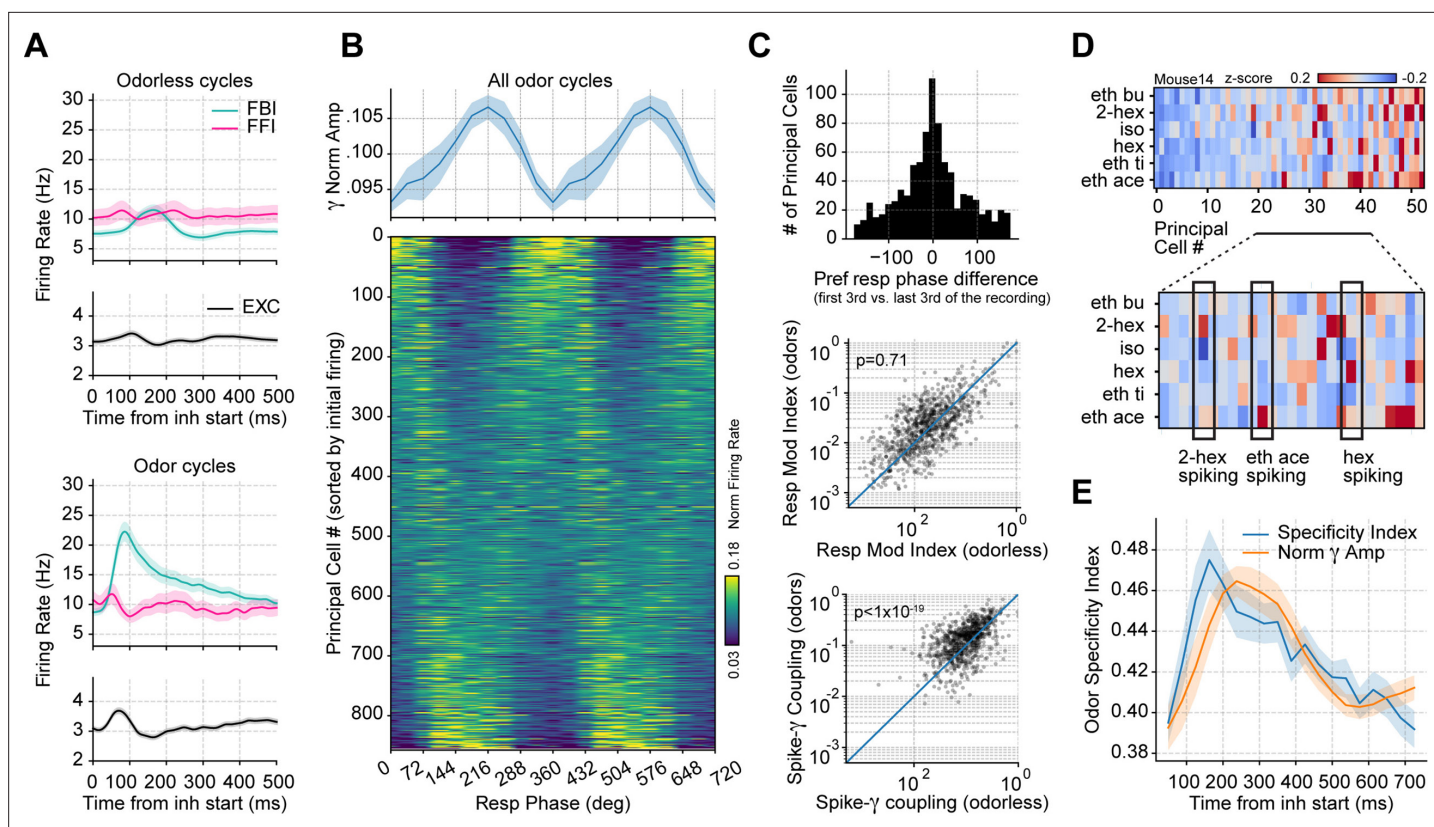 A
Odorless cycles
Firing Rate (Hz)
30
25
20
15
10
5
FBI
FFI
4
3
2
EXC
0 100 200 300 400 500
Time from inh start (ms)
Odor cycles
Firing Rate (Hz)
30
25
20
15
10
5
4
3
2
0 100 200 300 400 500
Time from inh start (ms)
B
All odor cycles
γ Norm Amp
.105
.100
.095
Principal Cell # (sorted by initial firing)
0
100
200
300
400
500
600
700
800
0.03 0.18 Norm Firing Rate
0 72 144 216 288 360 432 504 576 648 720
Resp Phase (deg)
C
# of Principal Cells
100
80
60
40
20
0
−100 0 100
Pref resp phase difference
(first 3rd vs. last 3rd of the recording)
Resp Mod Index (odors)
p=0.71
10⁰
10⁻¹
10⁻²
10⁻³
10² 10⁰
Resp Mod Index (odorless)
Spike-γ Coupling (odors)
p<1x10⁻¹⁹
10⁰
10⁻¹
10⁻²
10⁻³
10² 10⁰
Spike-γ coupling (odorless)
D
Mouse14 z-score 0.2 -0.2
eth bu
2-hex
iso
hex
eth ti
eth ace
0 10 20 30 40 50
Principal
Cell #
eth bu
2-hex
iso
hex
eth ti
eth ace
2-hex
spiking
eth ace
spiking
hex
spiking
E
Odor Specificity Index
Specificity Index
Norm γ Amp
0.48
0.46
0.44
0.42
0.40
0.38
100 200 300 400 500 600 700
Time from inh start (ms)